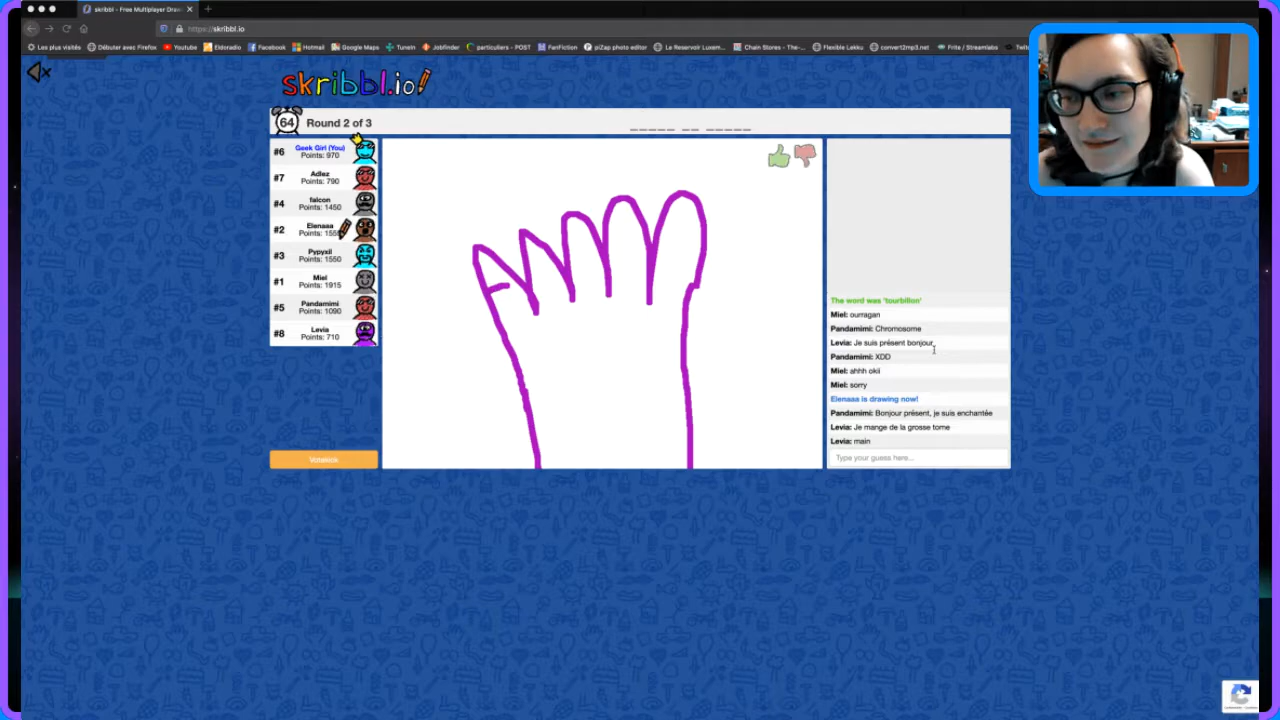 skribbl - Free Multiplayer Draw
https://skribbl.io
Les plus visités Débuter avec Firefox Youtube Eldoradio Facebook Hotmail Google Maps TuneIn Jobfinder particuliers - POST FanFiction piZap photo editor Le Reservoir Luxem... Chain Stores - The-... Flexible Lekku convert2mp3.net Frite / Streamlabs
skribbl.io!
64 Round 2 of 3
#6 Geek Girl (You)
Points: 970
#7 Adlez
Points: 790
#4 falcon
Points: 1450
#2 Elenaaa
#3 Pypyxil
Points: 1550
#1 Miel
Points: 1915
#5 Pandamimi
Points: 1090
#8 Levia
Points: 710
Votekick
The word was 'tourbillon'
Miel: ourragan
Pandamimi: Chromosome
Levia: Je suis présent bonjour
Pandamimi: XDD
Miel: ahhh okii
Miel: sorry
Elenaaa is drawing now!
Pandamimi: Bonjour présent, je suis enchantée
Levia: Je mange de la grosse tome
Levia: main
Type your guess here...